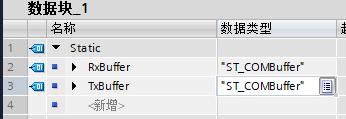 数据块_1
名称 数据类型
1 Static
2 RxBuffer "ST_COMBuffer"
3 TxBuffer "ST_COMBuffer"
4 <新增>